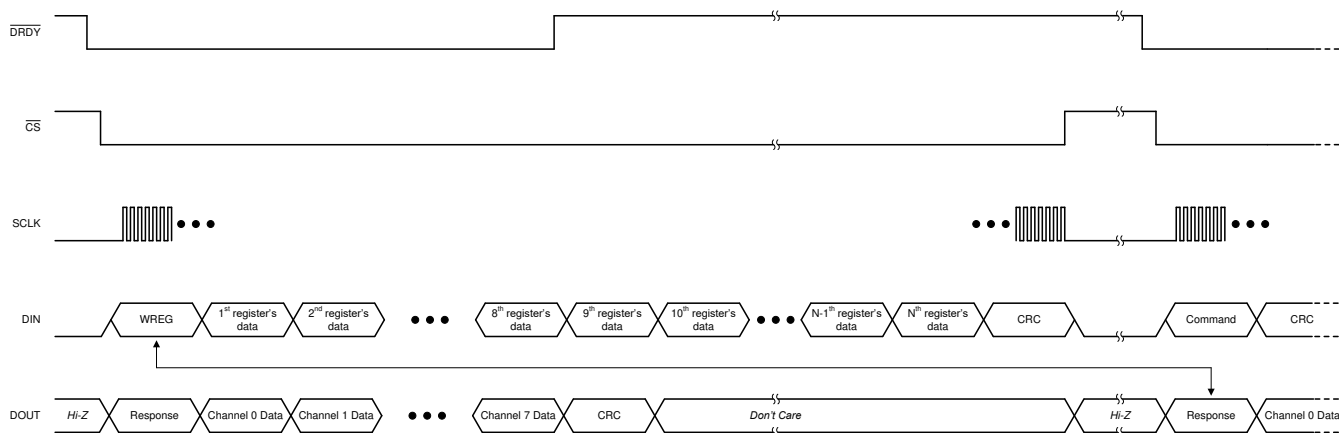 DRDY
CS
SCLK
DIN
WREG
1st register's
data
2nd register's
data
8th register's
data
9th register's
data
10th register's
data
N-1th register's
data
Nth register's
data
CRC
Command
CRC
DOUT
Hi-Z
Response
Channel 0 Data
Channel 1 Data
Channel 7 Data
CRC
Don't Care
Hi-Z
Response
Channel 0 Data